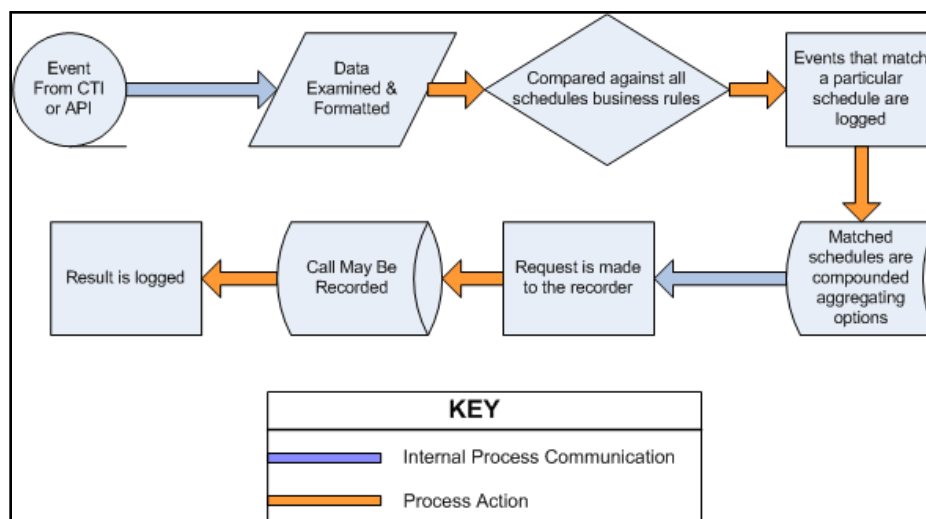 Event
From CTI
or API
Data
Examined &
Formatted
Compared against all
schedules business rules
Events that match
a particular
schedule are
logged
Matched
schedules are
compounded
aggregating
options
Request is made
to the recorder
Call May Be
Recorded
Result is logged
KEY
Internal Process Communication
Process Action